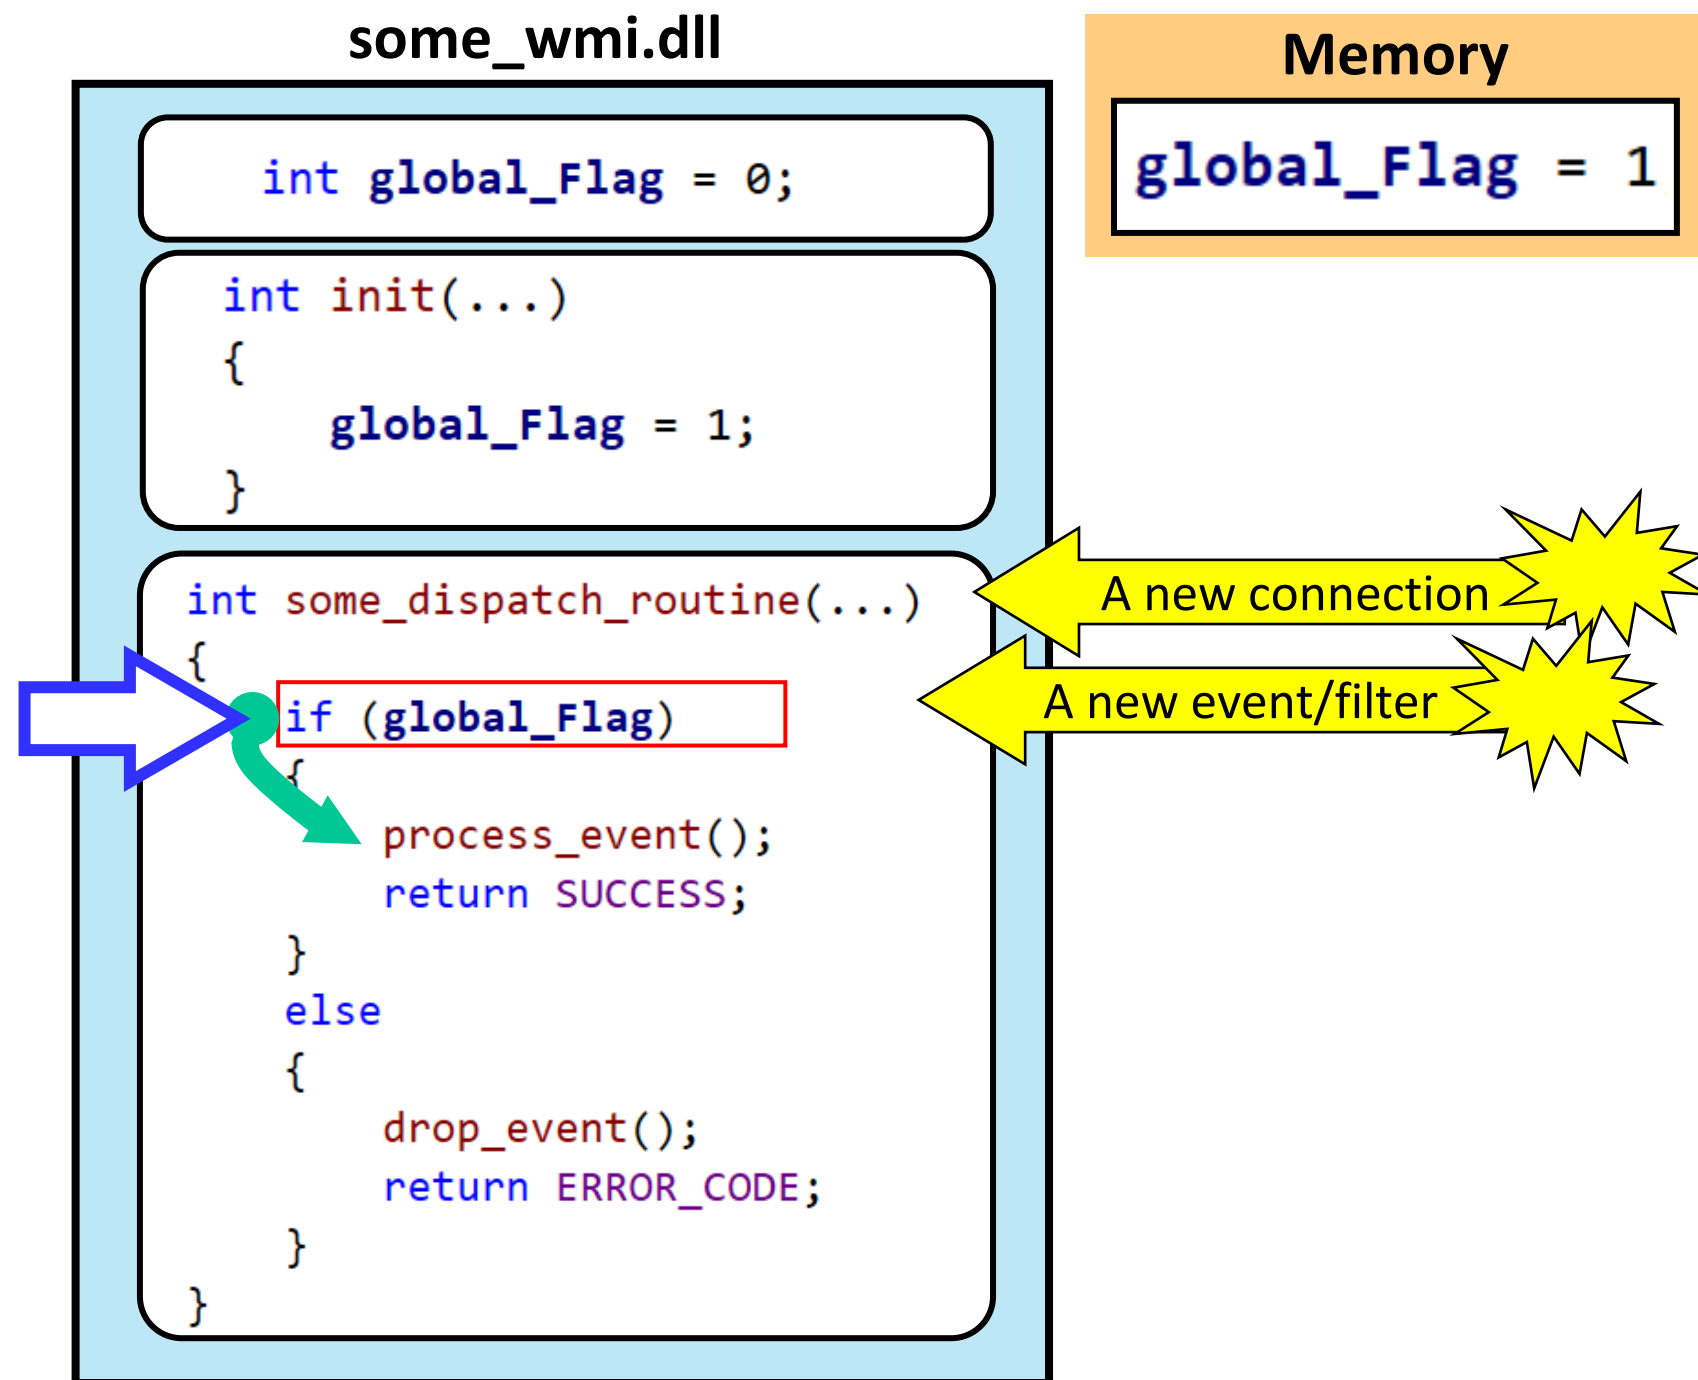 some_wmi.dll
int global_Flag = 0;
int init(...)
{
global_Flag = 1;
}
int some_dispatch_routine(...)
{
if (global_Flag)
{
process_event();
return SUCCESS;
}
else
{
drop_event();
return ERROR_CODE;
}
}
Memory
global_Flag = 1
A new connection
A new event/filter